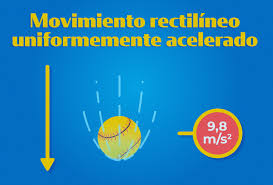 Movimiento rectilíneo
uniformemente acelerado
9,8
m/s²